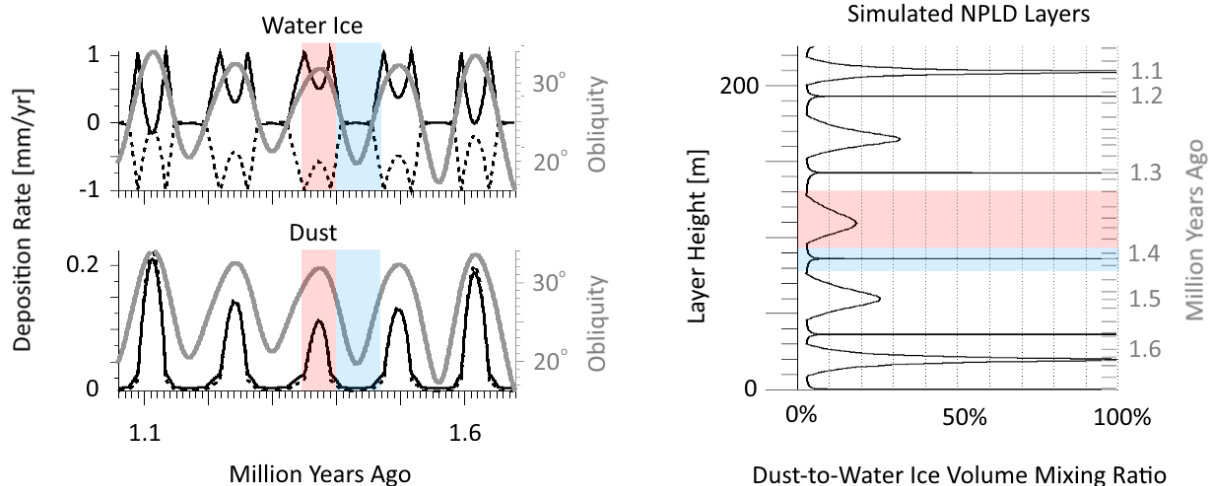 Water Ice
1
0
-1
30°
20°
Obliquity
Deposition Rate [mm/yr]
Dust
0.2
0
30°
20°
Obliquity
1.1
1.6
Million Years Ago
Simulated NPLD Layers
200
0
Layer Height [m]
1.1
1.2
1.3
1.4
1.5
1.6
Million Years Ago
0%
50%
100%
Dust-to-Water Ice Volume Mixing Ratio